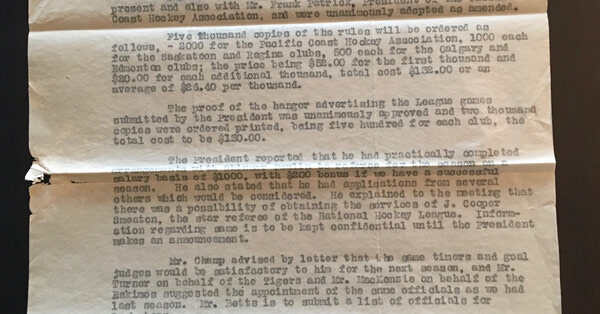 present and also with Mr. Frank Patrick, President of the
Coast Hockey Association, and were unanimously adopted as amended.
Five thousand copies of the rules will be ordered as
follows, - 2000 for the Pacific Coast Hockey Association, 1000 each
for the Saskatoon and Regina clubs, 500 each for the Calgary and
Edmonton clubs; the price being $52.00 for the first thousand and
$20.00 for each additional thousand, total cost $132.00 or an
average of $26.40 per thousand.
The proof of the hanger advertising the League games
submitted by the President was unanimously approved and two thousand
copies were ordered printed, being five hundred for each club, the
total cost to be $130.00.
The President reported that he had practically completed
for the season on a
salary basis of $1000, with $200 bonus if we have a successful
season. He also stated that he had applications from several
others which would be considered. He explained to the meeting that
there was a possibility of obtaining the services of J. Cooper
Smeaton, the star referee of the National Hockey League. Inform-
ation regarding same is to be kept confidential until the President
makes an announcement.
Mr. Champ advised by letter that the same timers and goal
judges would be satisfactory to him for the next season, and Mr.
Turner on behalf of the Tigers and Mr. MacKenzie on behalf of the
Eskimos suggested the appointment of the same officials as we had
last season. Mr. Betts is to submit a list of officials for